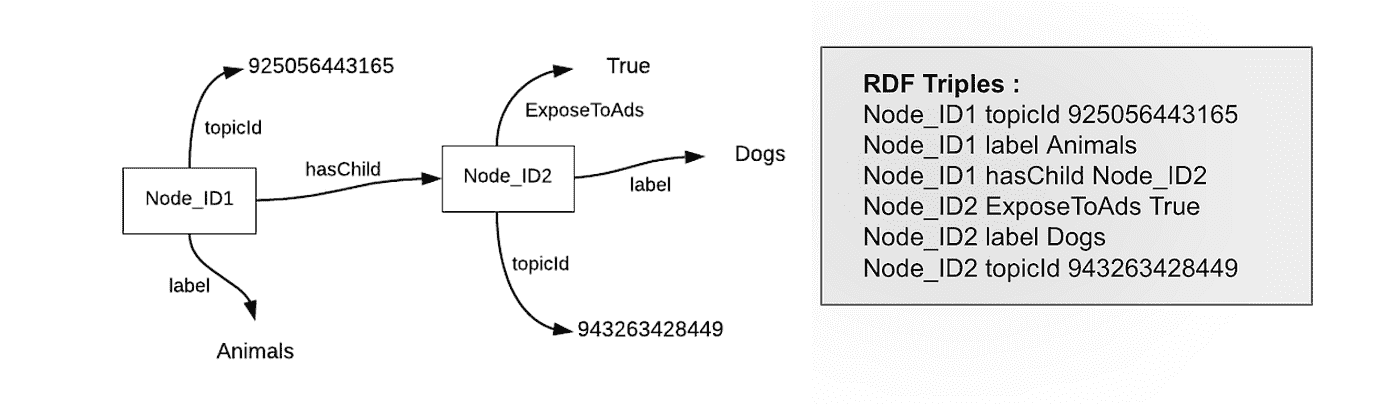 925056443165
True
ExposeToAds
topicId
Dogs
hasChild
Node_ID2
label
Node_ID1
topicId
label
943263428449
Animals
RDF Triples :
Node_ID1 topicId 925056443165
Node_ID1 label Animals
Node_ID1 hasChild Node_ID2
Node_ID2 ExposeToAds True
Node_ID2 label Dogs
Node_ID2 topicId 943263428449